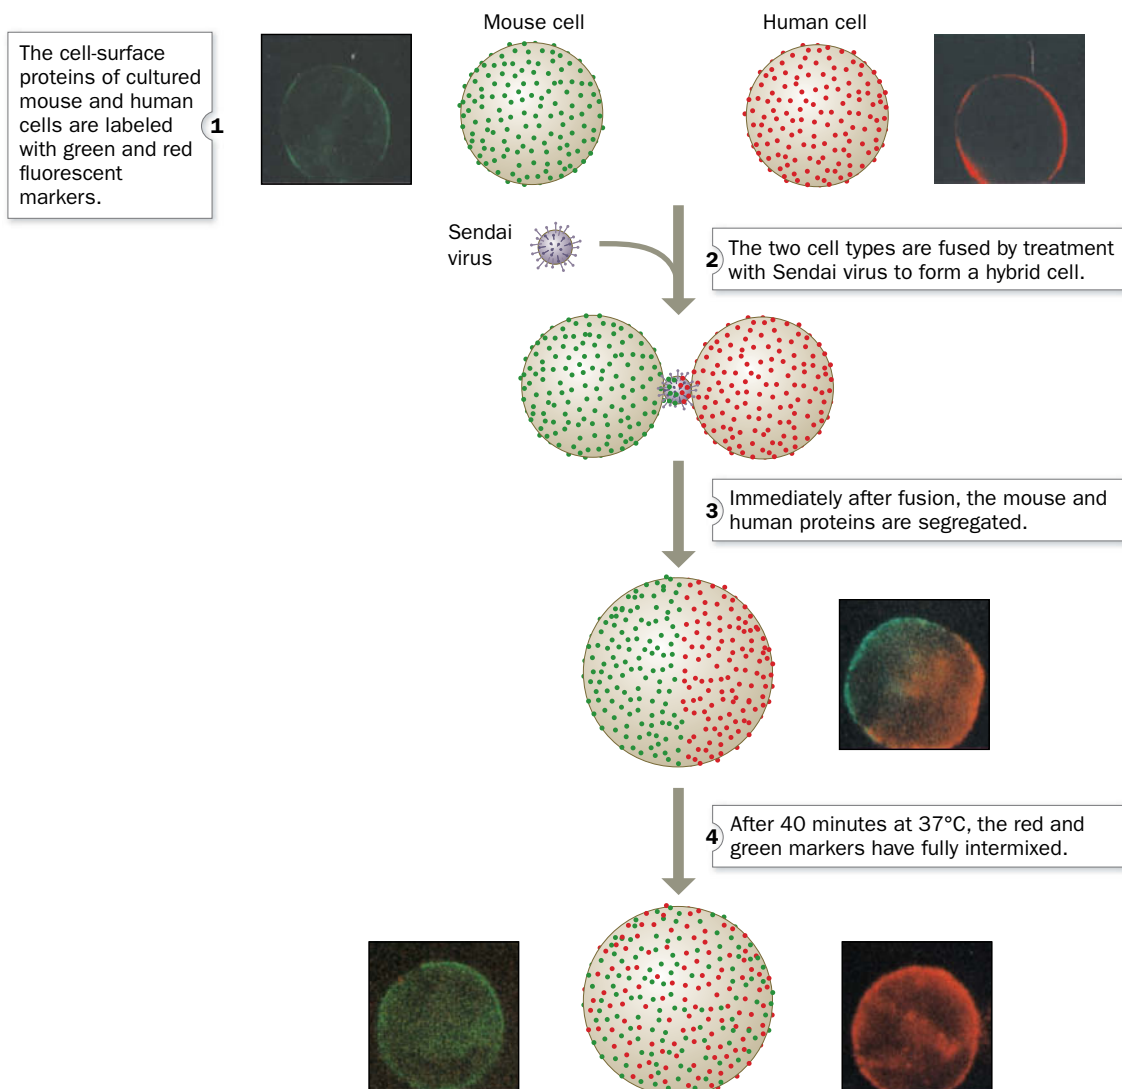 Mouse cell
Human cell
The cell-surface
proteins of cultured
mouse and human
cells are labeled
with green and red
fluorescent
markers.
1
Sendai
virus
2
The two cell types are fused by treatment
with Sendai virus to form a hybrid cell.
3
Immediately after fusion, the mouse and
human proteins are segregated.
4
After 40 minutes at 37°C, the red and
green markers have fully intermixed.